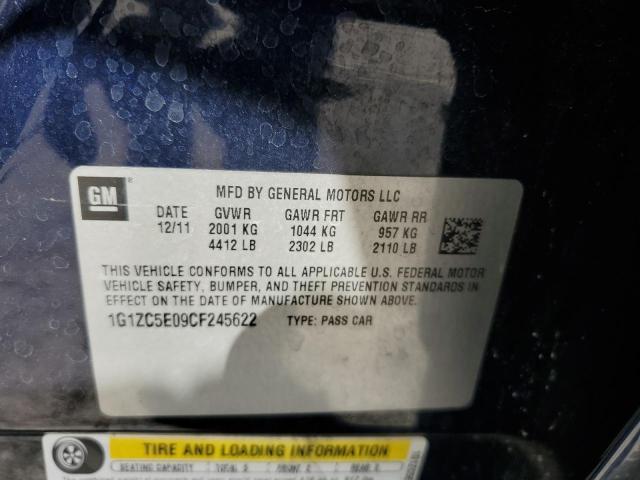 GM
MFD BY GENERAL MOTORS LLC
DATE GVWR GAWR FRT GAWR RR
12/11 2001 KG 1044 KG 957 KG
4412 LB 2302 LB 2110 LB
THIS VEHICLE CONFORMS TO ALL APPLICABLE U.S. FEDERAL MOTOR
VEHICLE SAFETY, BUMPER, AND THEFT PREVENTION STANDARDS IN
EFFECT ON THE DATE OF MANUFACTURE SHOWN ABOVE.
1G1ZC5E09CF245622 TYPE: PASS CAR
TIRE AND LOADING INFORMATION
SEATING CAPACITY TOTAL